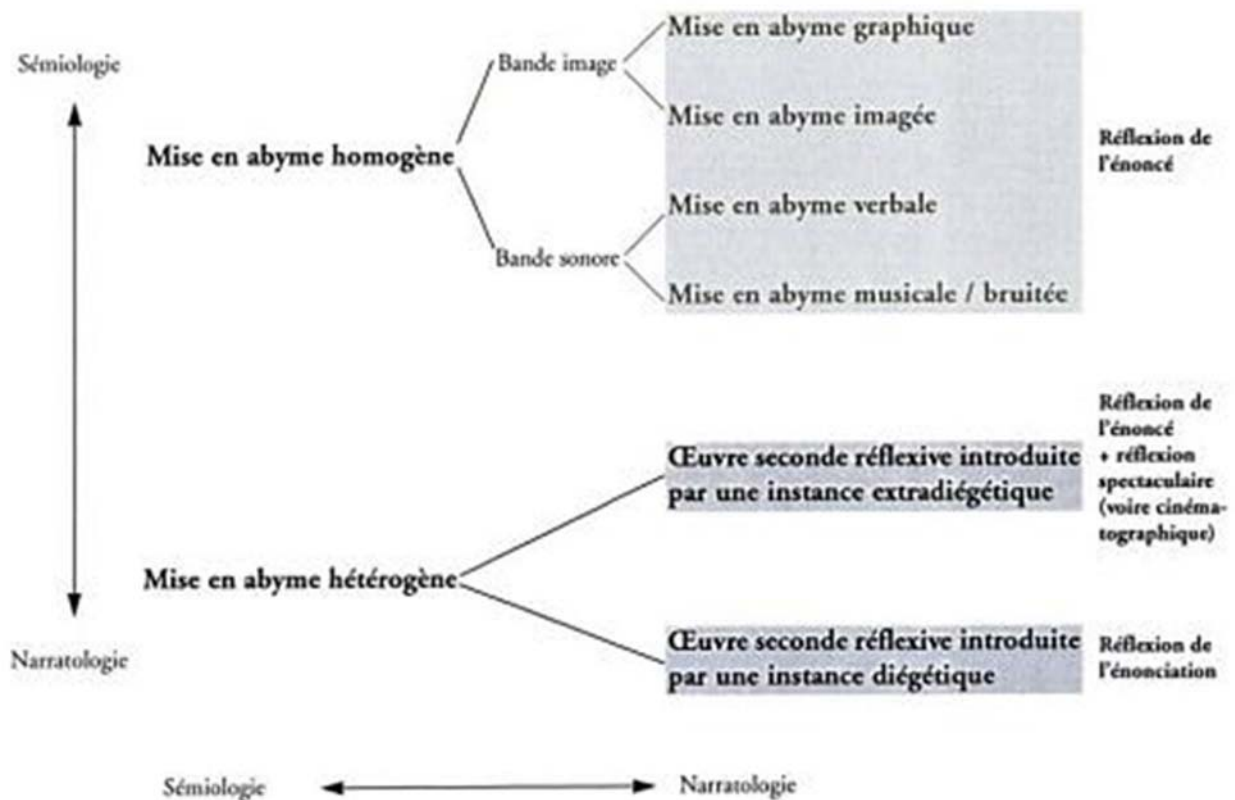 Mise en abyme graphique
Sémiologie
Bande image
Mise en abyme imagée
Mise en abyme homogène
Réflexion de
l'énoncé
Mise en abyme verbale
Bande sonore
Mise en abyme musicale / bruitée
Réflexion de
l'énoncé
+ réflexion
spectaculaire
(voire cinéma-
tographique)
Œuvre seconde réflexive introduite
par une instance extradiégétique
Mise en abyme hétérogène
Œuvre seconde réflexive introduite
par une instance diégétique
Réflexion de
l'énonciation
Narratologie
Sémiologie
Narratologie